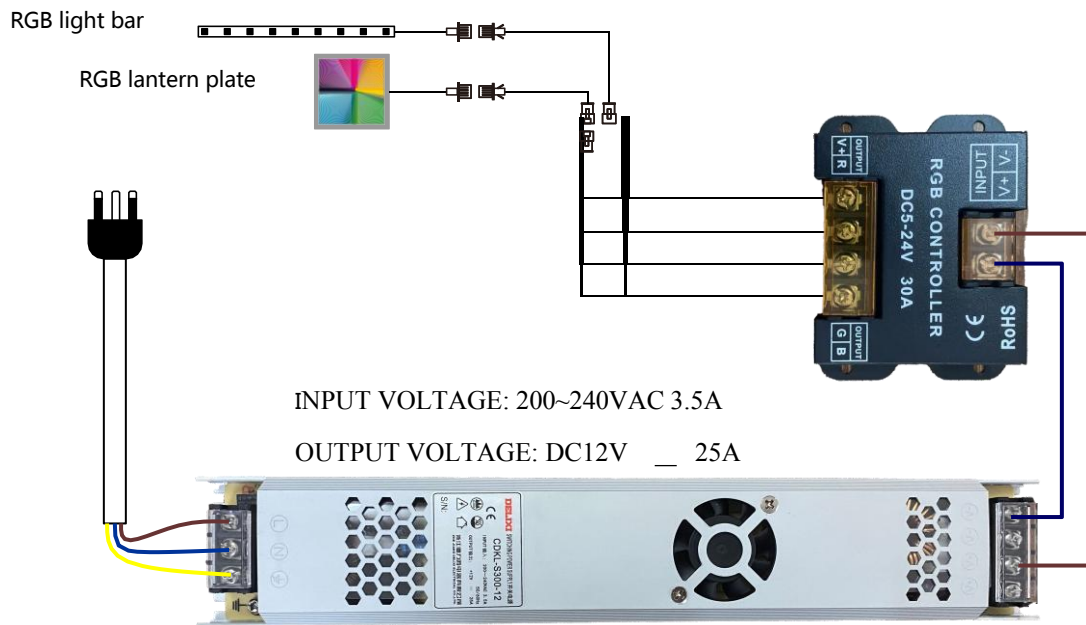 RGB light bar
RGB lantern plate
OUTPUT
V+ R
INPUT
V+ V-
RGB CONTROLLER
DC5-24V 30A
OUTPUT
G B
CE
RoHS
INPUT VOLTAGE: 200~240VAC 3.5A
OUTPUT VOLTAGE: DC12V _ 25A
L
N
S/N:
CE
DELIXI
CDKL-S300-12